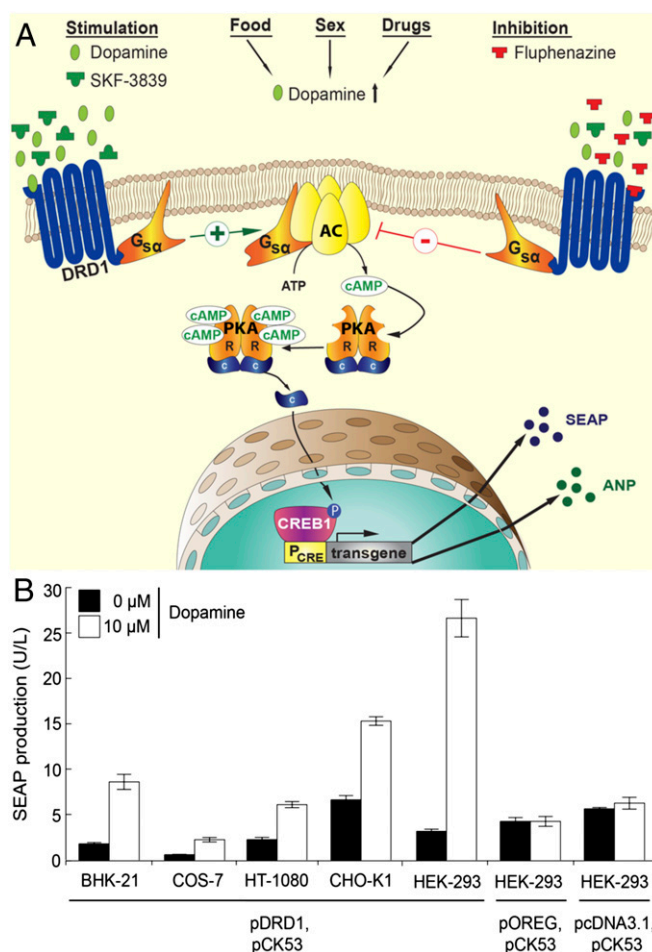 A
Stimulation
Dopamine
SKF-3839
Food Sex Drugs
Dopamine
Inhibition
Fluphenazine
DRD1
Gsα
+
Gsα
AC
-
Gsα
ATP
cAMP
cAMP cAMP
cAMP cAMP
PKA
R R
C C
PKA
R R
C C
C
SEAP
ANP
P
CREB1
PCRE transgene
B
0 µM
10 µM
Dopamine
SEAP production (U/L)
30
25
20
15
10
5
0
BHK-21 COS-7 HT-1080 CHO-K1 HEK-293 HEK-293 HEK-293
pDRD1, pOREG, pcDNA3.1,
pCK53 pCK53 pCK53